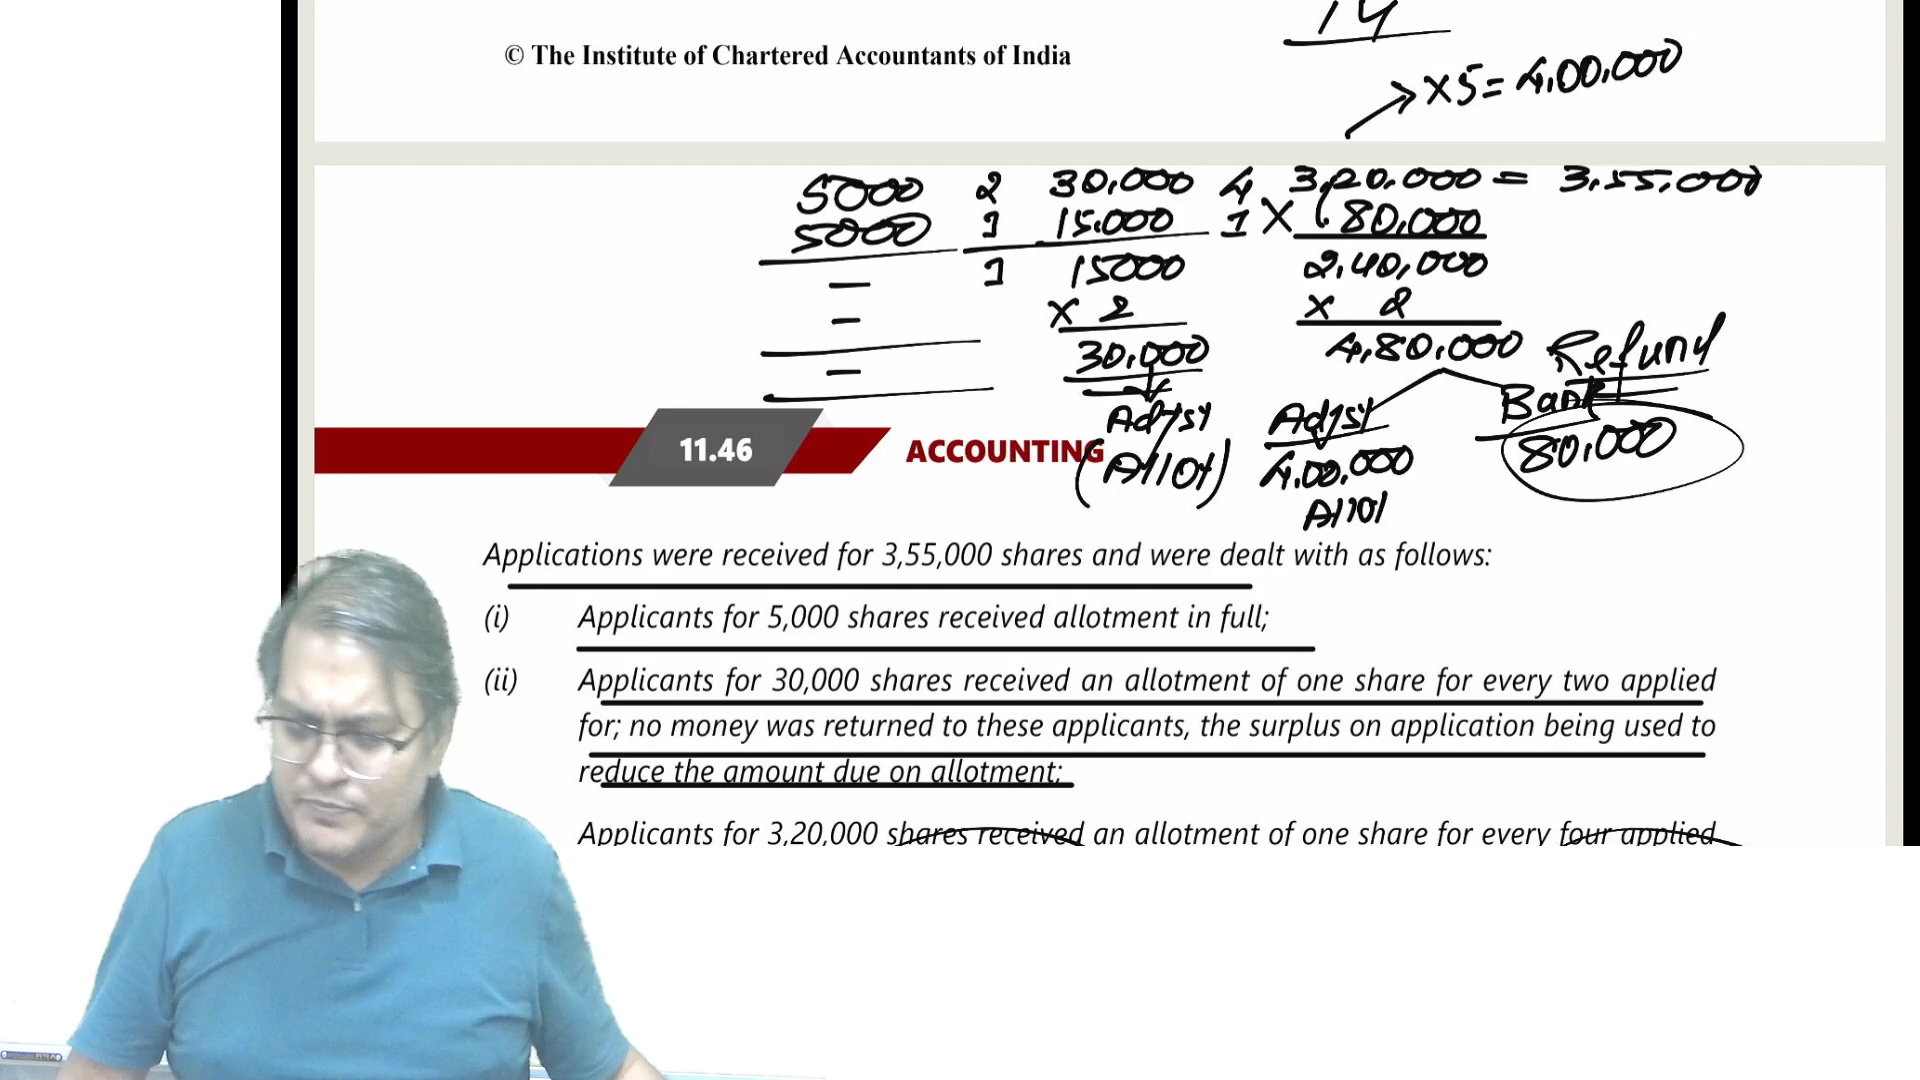 14
© The Institute of Chartered Accountants of India
×5= 4,00,000
5000 2 30,000 4 3,20,000 = 3,55,000
5000 1 15,000 1 × 80,000
— 1 15000 2,40,000
— × 2 × 2
— 30,000 4,80,000 Refund
Adjst Adjst Bank
11.46 ACCOUNTING (Allot) 4,00,000 80,000
Allot
Applications were received for 3,55,000 shares and were dealt with as follows:
(i) Applicants for 5,000 shares received allotment in full;
(ii) Applicants for 30,000 shares received an allotment of one share for every two applied
for; no money was returned to these applicants, the surplus on application being used to
reduce the amount due on allotment;
Applicants for 3,20,000 shares received an allotment of one share for every four applied